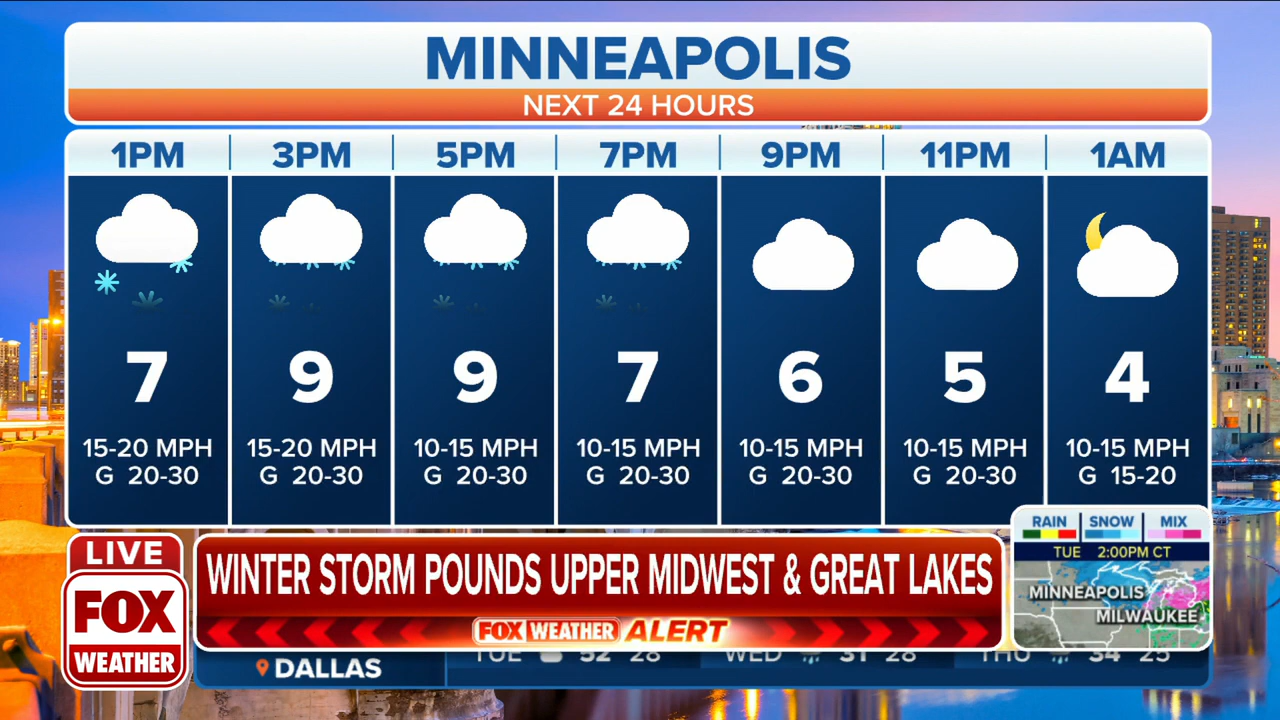 MINNEAPOLIS
NEXT 24 HOURS
1PM 3PM 5PM 7PM 9PM 11PM 1AM
7 9 9 7 6 5 4
15-20 MPH 15-20 MPH 10-15 MPH 10-15 MPH 10-15 MPH 10-15 MPH 10-15 MPH
G 20-30 G 20-30 G 20-30 G 20-30 G 20-30 G 20-30 G 15-20
RAIN SNOW MIX
TUE 2:00PM CT
MINNEAPOLIS
MILWAUKEE
LIVE
FOX
WEATHER
WINTER STORM POUNDS UPPER MIDWEST & GREAT LAKES
FOX WEATHER ALERT
DALLAS
TUE 52 28 WED 31 28 THU 34 25